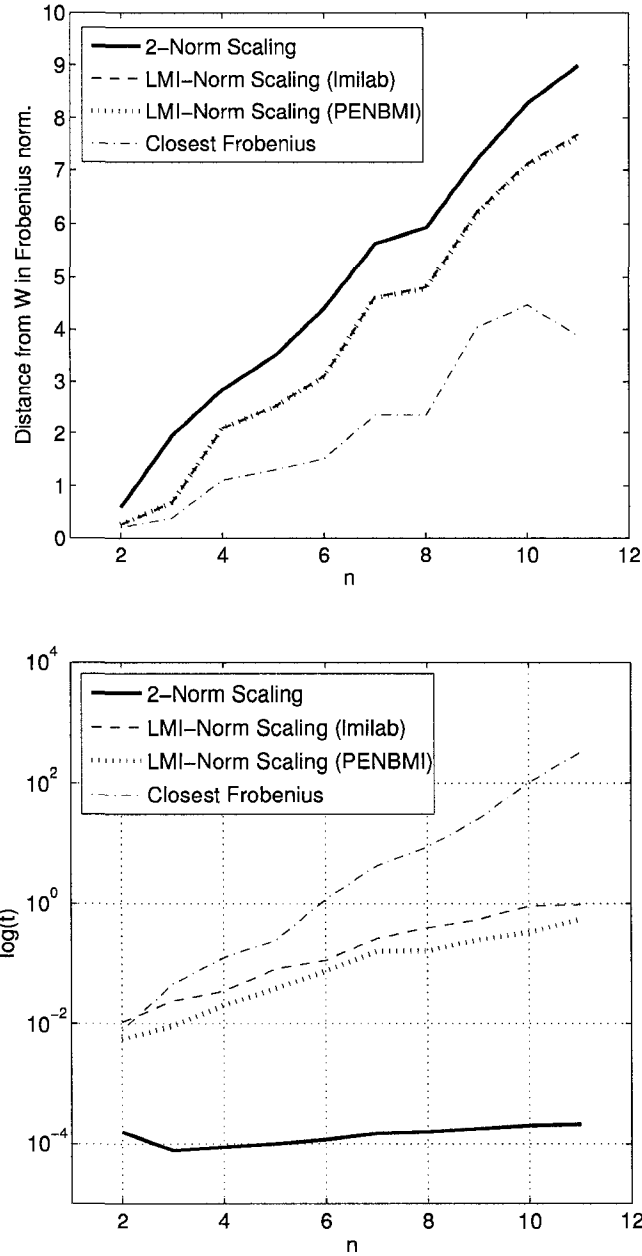 2-Norm Scaling
LMI-Norm Scaling (lmilab)
LMI-Norm Scaling (PENBMI)
Closest Frobenius
Distance from W in Frobenius norm.
10
9
8
7
6
5
4
3
2
1
0
2 4 6 8 10 12
n
2-Norm Scaling
LMI-Norm Scaling (lmilab)
LMI-Norm Scaling (PENBMI)
Closest Frobenius
log(t)
10^4
10^2
10^0
10^-2
10^-4
2 4 6 8 10 12
n